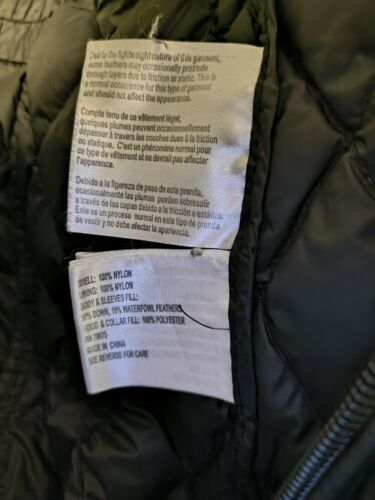 Due to the lightweight nature of this garment,
some feathers may occasionally protrude
through layers due to friction or static. This is
a normal occurrence for this type of garment
and should not affect the appearance.
Compte tenu de ce vêtement léger,
quelques plumes peuvent occasionnellement
dépasser à travers les couches dues à la friction
ou statique. C'est un phénomène normal pour
ce type de vêtement et ne devrait pas affecter
l'apparence.
Debido a la ligereza de peso de esta prenda,
ocasionalmente las plumas pueden sobresalir
a través de las capas debido a la fricción o estática.
Este es un proceso normal en este tipo de prenda
de vestir y no debe afectar la apariencia.
SHELL: 100% NYLON
LINING: 100% NYLON
BODY & SLEEVES FILL:
90% DOWN, 10% WATERFOWL FEATHERS
HOOD & COLLAR FILL: 100% POLYESTER
MADE IN CHINA
SEE REVERSE FOR CARE